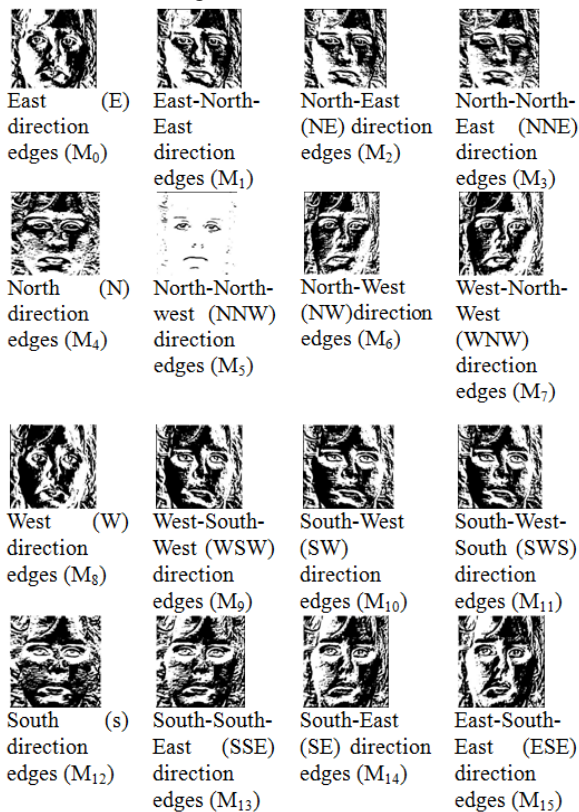 East (E)
direction
edges (M₀)
East-North-
East
direction
edges (M₁)
North-East
(NE) direction
edges (M₂)
North-North-
East (NNE)
direction
edges (M₃)
North (N)
direction
edges (M₄)
North-North-
west (NNW)
direction
edges (M₅)
North-West
(NW)direction
edges (M₆)
West-North-
West
(WNW)
direction
edges (M₇)
West (W)
direction
edges (M₈)
West-South-
West (WSW)
direction
edges (M₉)
South-West
(SW)
direction
edges (M₁₀)
South-West-
South (SWS)
direction
edges (M₁₁)
South (s)
direction
edges (M₁₂)
South-South-
East (SSE)
direction
edges (M₁₃)
South-East
(SE) direction
edges (M₁₄)
East-South-
East (ESE)
direction
edges (M₁₅)